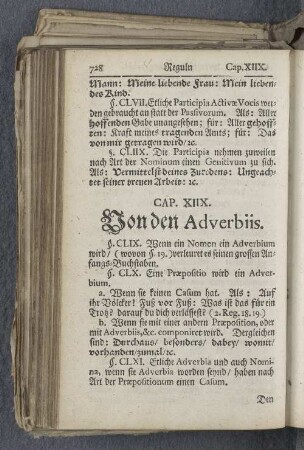 728 Reguln Cap. XIIX.
Mann: Meine liebende Frau: Mein lieben-
des Kind.
§. CLVII. Etliche Participia Activæ Vocis wer-
den gebraucht an statt der Passivorum. Als: Aller
hoffenden Gabe unangesehen; für: Aller gehoff-
ten: Kraft meines tragenden Amts; für: Das
von mir getragen wird/ ꝛc.
§. CLIIX. Die Participia nehmen zuweilen
nach Art der Nominum einen Genitivum zu sich.
Als: Vermittelst deines Zuredens: Ungeach-
tet seiner treuen Arbeit: ꝛc.
CAP. XIIX.
Von den Adverbiis.
§. CLIX. Wenn ein Nomen ein Adverbium
wird/ (wovon §. 19.) verleurt es seinen grossen An-
fangs-Buchstaben.
§. CLX. Eine Præpositio wird ein Adver-
bium.
a. Wenn sie keinen Casum hat. Als: Auf
ihr Völcker! Fuß vor Fuß: Was ist das für ein
Trotz/ darauf du dich verlässest? (2. Reg. 18. 19.)
b. Wenn sie mit einer andern Præposition, oder
mit Adverbiis, &c. componiret wird. Dergleichen
sind: Durchaus/ besonders/ dabey/ womit/
vorhanden/ zumal/ ꝛc.
§. CLXI. Etliche Adverbia und auch Nomi-
na, wenn sie Adverbia worden seynd/ haben nach
Art der Præpositionum einen Casum.
Den